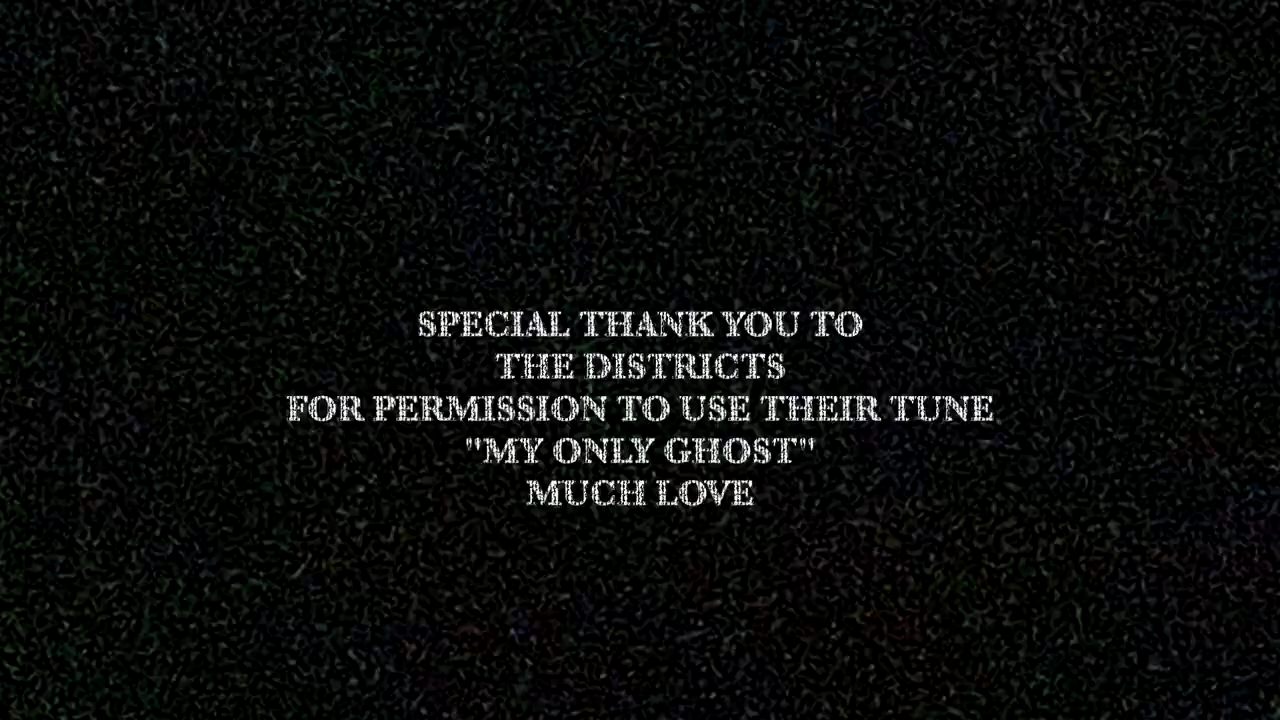 SPECIAL THANK YOU TO
THE DISTRICTS
FOR PERMISSION TO USE THEIR TUNE
"MY ONLY GHOST"
MUCH LOVE